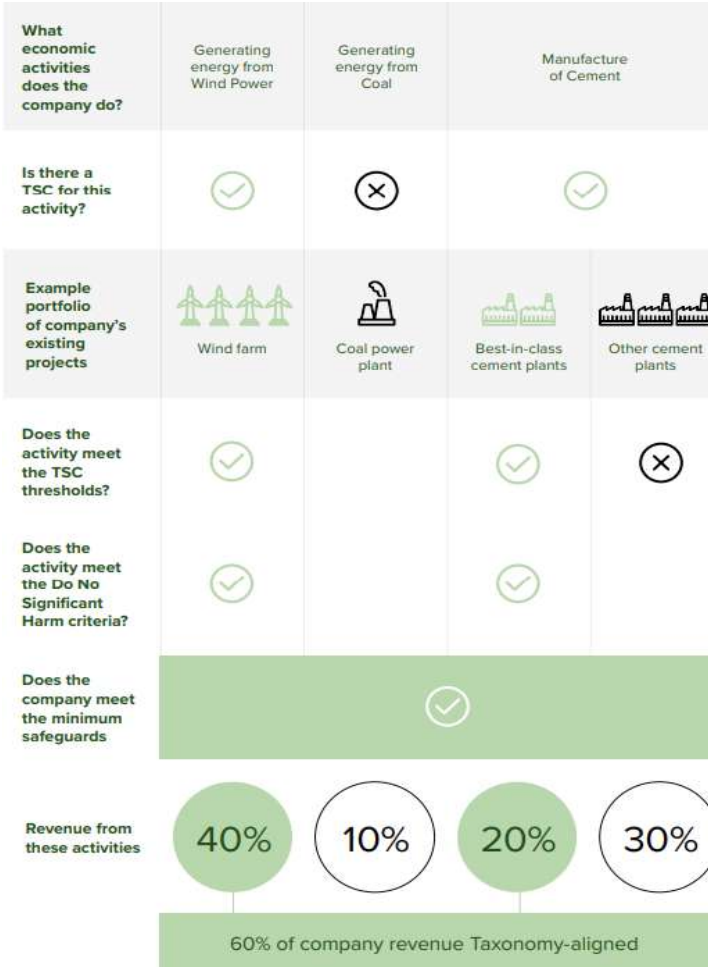 What
economic
activities
does the
company do?
Generating
energy from
Wind Power
Generating
energy from
Coal
Manufacture
of Cement
Is there a
TSC for this
activity?
Example
portfolio
of company's
existing
projects
Wind farm
Coal power
plant
Best-in-class
cement plants
Other cement
plants
Does the
activity meet
the TSC
thresholds?
Does the
activity meet
the Do No
Significant
Harm criteria?
Does the
company meet
the minimum
safeguards
Revenue from
these activities
40%
10%
20%
30%
60% of company revenue Taxonomy-aligned